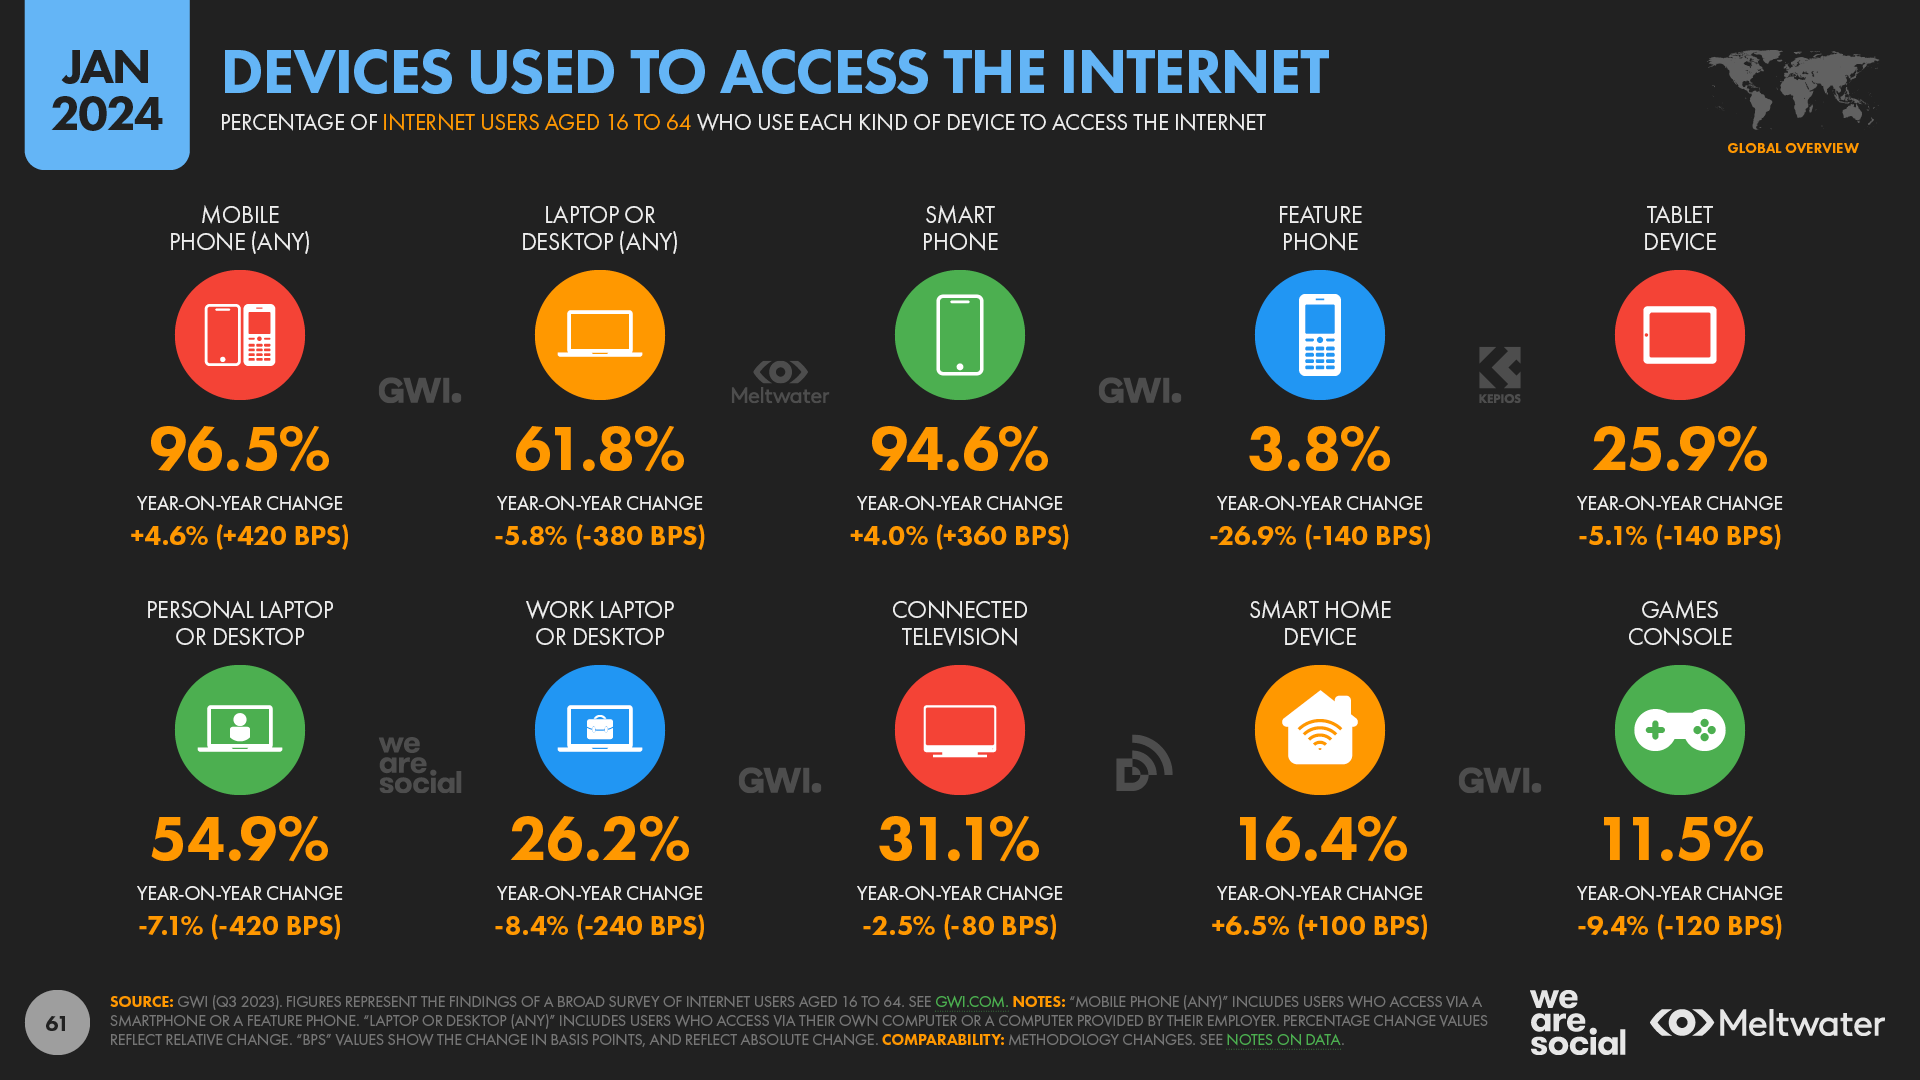 JAN
2024
DEVICES USED TO ACCESS THE INTERNET
PERCENTAGE OF INTERNET USERS AGED 16 TO 64 WHO USE EACH KIND OF DEVICE TO ACCESS THE INTERNET
GLOBAL OVERVIEW
MOBILE
PHONE (ANY)
96.5%
YEAR-ON-YEAR CHANGE
+4.6% (+420 BPS)
GWI.
LAPTOP OR
DESKTOP (ANY)
61.8%
YEAR-ON-YEAR CHANGE
-5.8% (-380 BPS)
Meltwater
SMART
PHONE
94.6%
YEAR-ON-YEAR CHANGE
+4.0% (+360 BPS)
GWI.
FEATURE
PHONE
3.8%
YEAR-ON-YEAR CHANGE
-26.9% (-140 BPS)
KEPIOS
TABLET
DEVICE
25.9%
YEAR-ON-YEAR CHANGE
-5.1% (-140 BPS)
PERSONAL LAPTOP
OR DESKTOP
54.9%
YEAR-ON-YEAR CHANGE
-7.1% (-420 BPS)
we
are
social
WORK LAPTOP
OR DESKTOP
26.2%
YEAR-ON-YEAR CHANGE
-8.4% (-240 BPS)
GWI.
CONNECTED
TELEVISION
31.1%
YEAR-ON-YEAR CHANGE
-2.5% (-80 BPS)
SMART HOME
DEVICE
16.4%
YEAR-ON-YEAR CHANGE
+6.5% (+100 BPS)
GWI.
GAMES
CONSOLE
11.5%
YEAR-ON-YEAR CHANGE
-9.4% (-120 BPS)
61
SOURCE: GWI (Q3 2023). FIGURES REPRESENT THE FINDINGS OF A BROAD SURVEY OF INTERNET USERS AGED 16 TO 64. SEE GWI.COM. NOTES: “MOBILE PHONE (ANY)” INCLUDES USERS WHO ACCESS VIA A
SMARTPHONE OR A FEATURE PHONE. “LAPTOP OR DESKTOP (ANY)” INCLUDES USERS WHO ACCESS VIA THEIR OWN COMPUTER OR A COMPUTER PROVIDED BY THEIR EMPLOYER. PERCENTAGE CHANGE VALUES
REFLECT RELATIVE CHANGE. “BPS” VALUES SHOW THE CHANGE IN BASIS POINTS, AND REFLECT ABSOLUTE CHANGE. COMPARABILITY: METHODOLOGY CHANGES. SEE NOTES ON DATA.
we
are
social
Meltwater